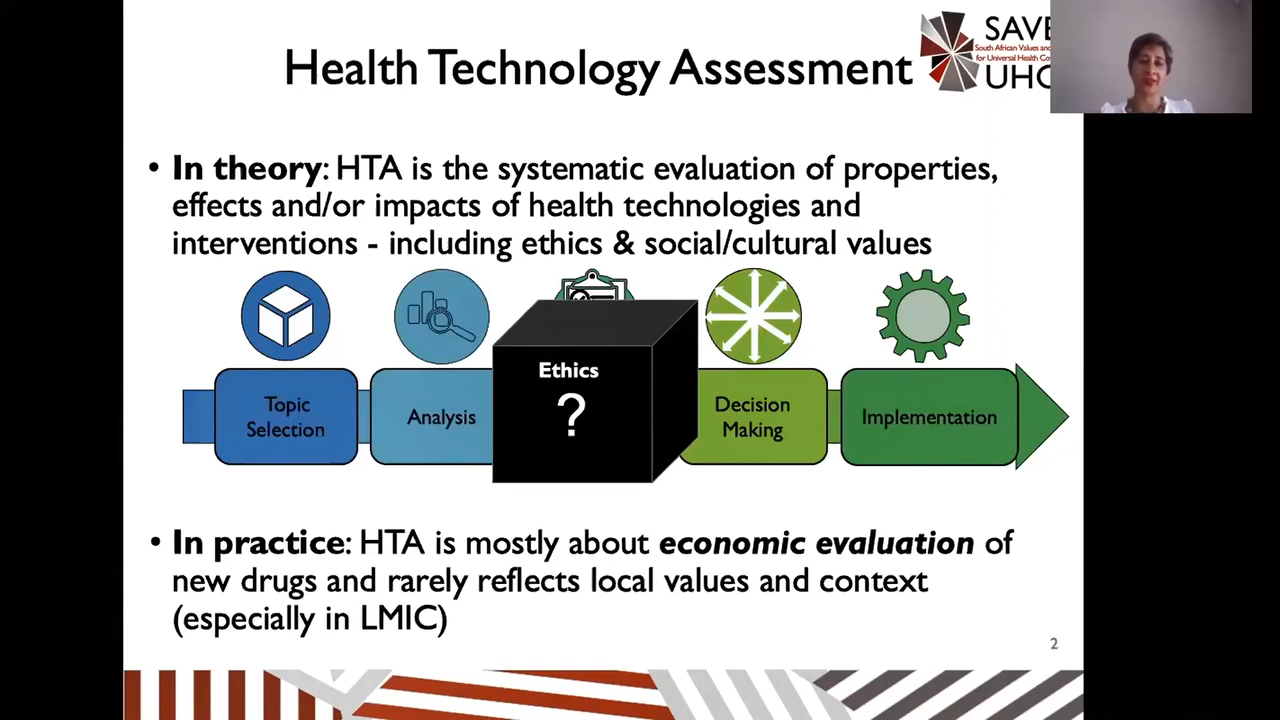 Health Technology Assessment
SAVE
South African Values and
for Universal Health Co
UHC
• In theory: HTA is the systematic evaluation of properties,
effects and/or impacts of health technologies and
interventions - including ethics & social/cultural values
Topic
Selection
Analysis
Ethics
?
Decision
Making
Implementation
• In practice: HTA is mostly about economic evaluation of
new drugs and rarely reflects local values and context
(especially in LMIC)
2